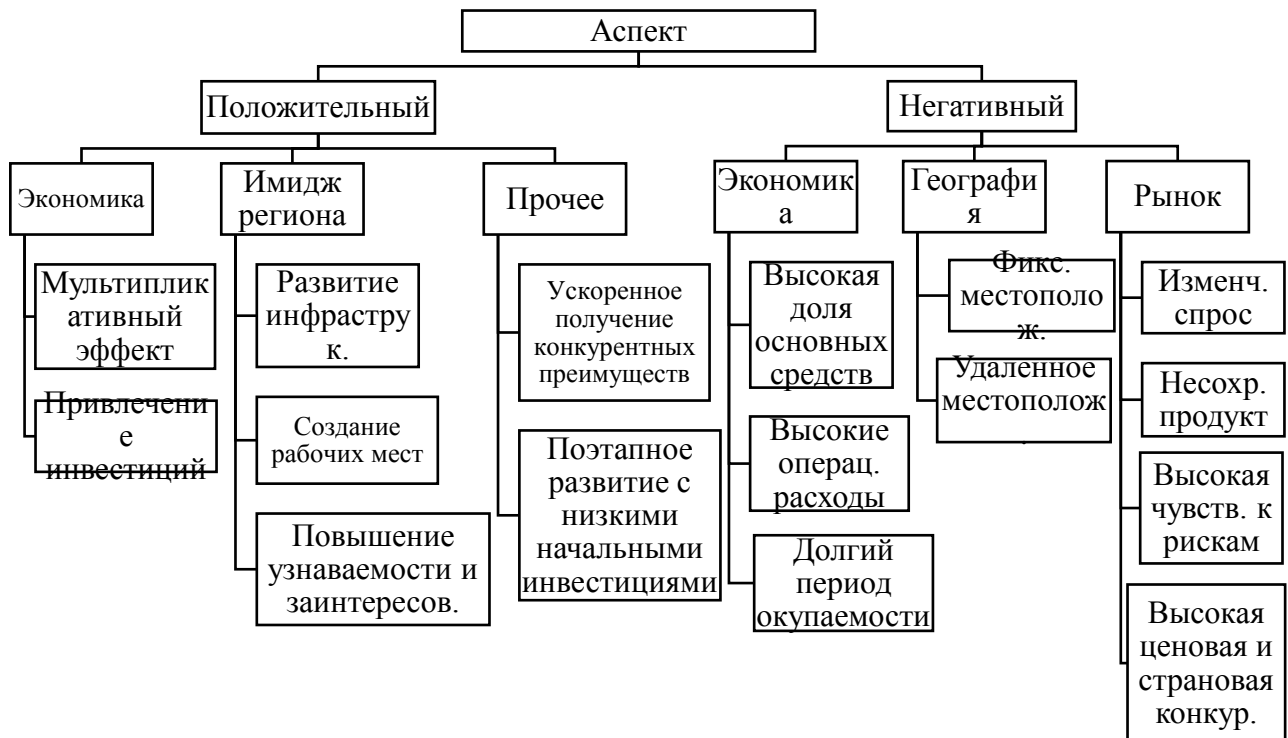 Аспект
Положительный
Негативный
Экономика
Имидж
региона
Прочее
Экономик
а
Географи
я
Рынок
Мультиплик
ативный
эффект
Привлечени
е
инвестиций
Развитие
инфрастру
к.
Создание
рабочих мест
Повышение
узнаваемости и
заинтересов.
Ускоренное
получение
конкурентных
преимуществ
Поэтапное
развитие с
низкими
начальными
инвестициями
Высокая
доля
основных
средств
Высокие
операц.
расходы
Долгий
период
окупаемости
Фикс.
местополо
ж.
Удаленное
местополож
.
Изменч.
спрос
Несохр.
продукт
Высокая
чувств. к
рискам
Высокая
ценовая и
страновая
конкур.